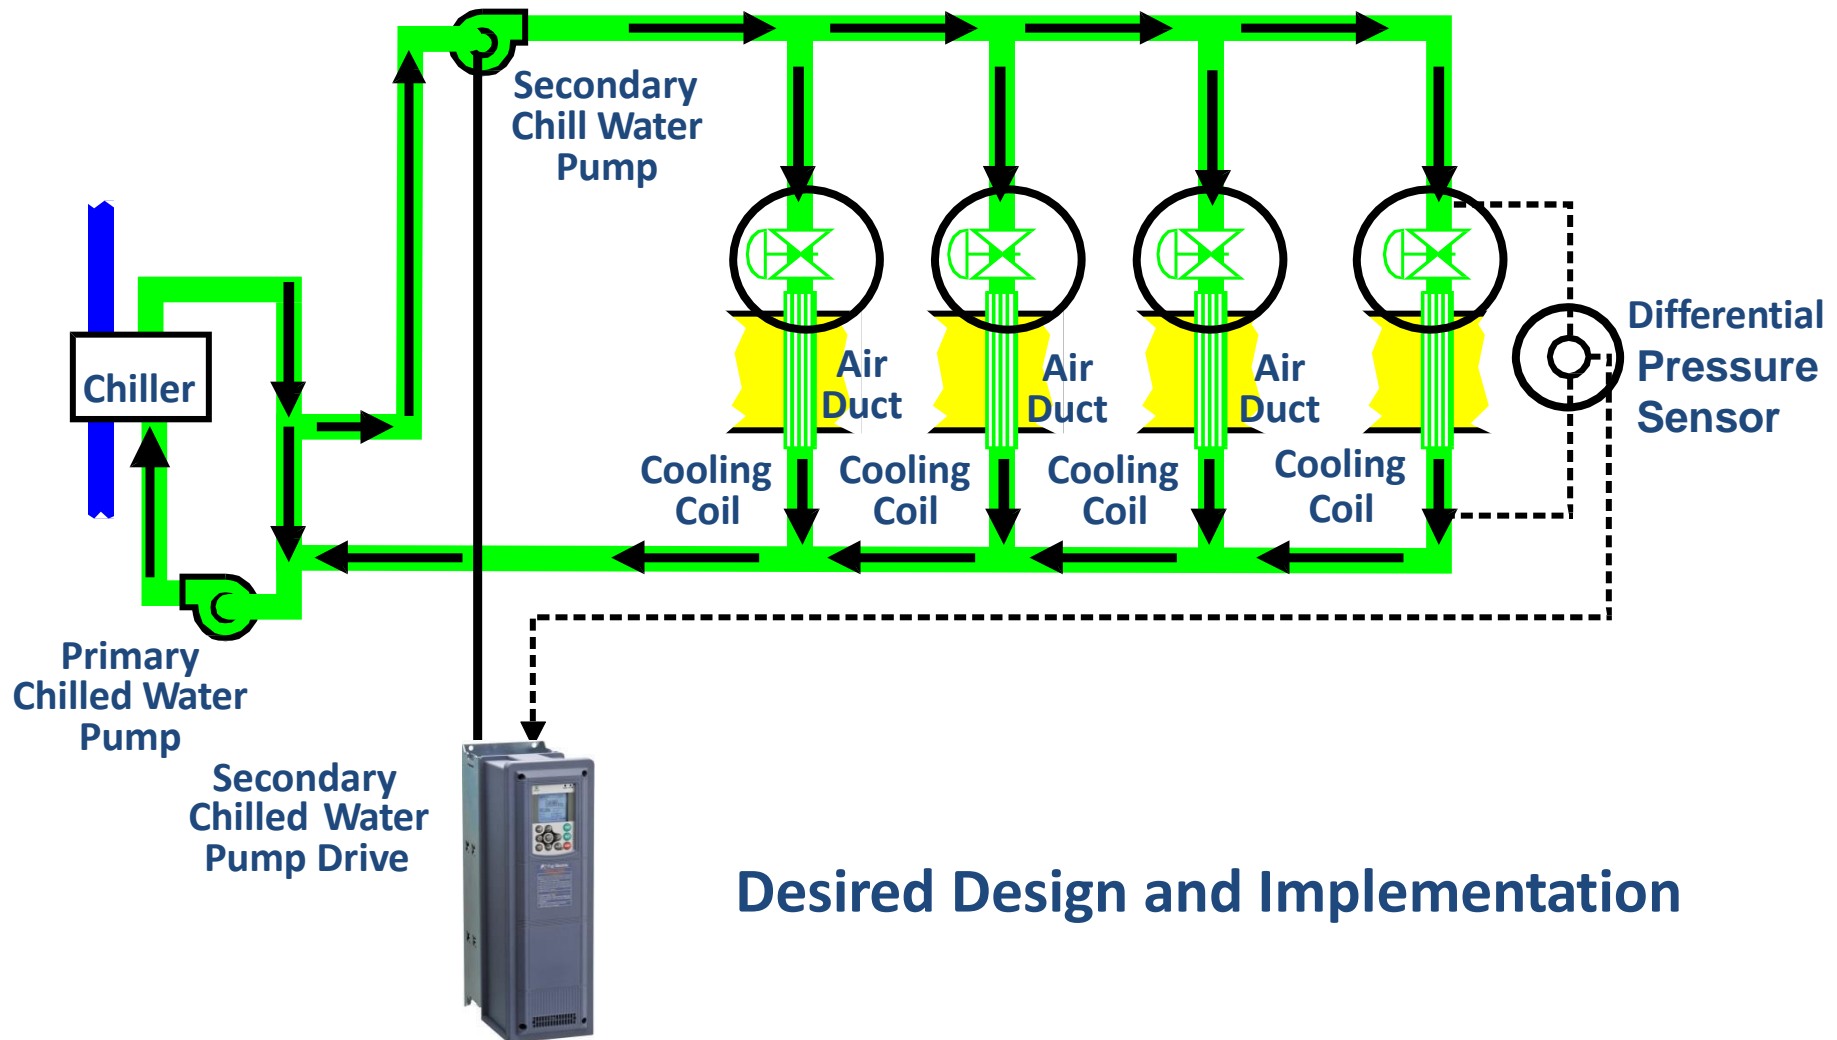 Secondary
Chill Water
Pump
Chiller
Air
Duct
Air
Duct
Air
Duct
Differential
Pressure
Sensor
Cooling
Coil
Cooling
Coil
Cooling
Coil
Cooling
Coil
Primary
Chilled Water
Pump
Secondary
Chilled Water
Pump Drive
Desired Design and Implementation